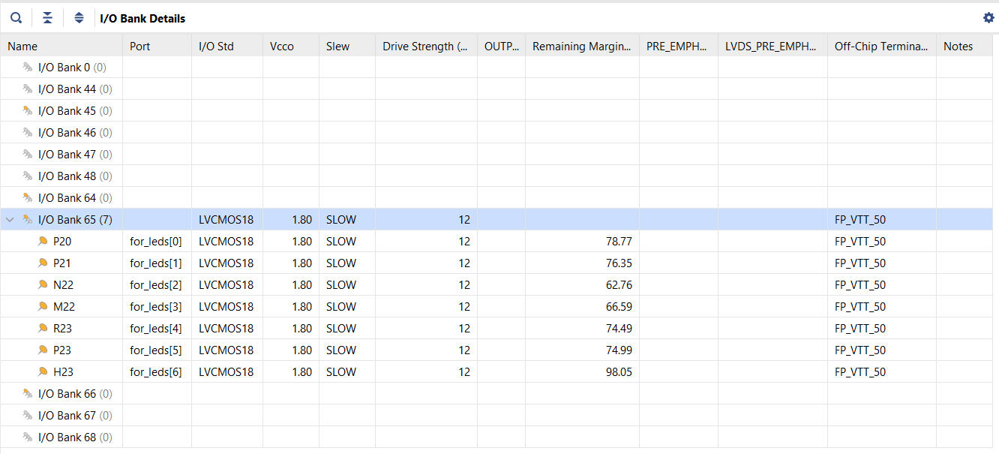 I/O Bank Details
Name Port I/O Std Vcco Slew Drive Strength (... OUTP... Remaining Margin... PRE_EMPH... LVDS_PRE_EMPH... Off-Chip Termina... Notes
I/O Bank 0 (0)
I/O Bank 44 (0)
I/O Bank 45 (0)
I/O Bank 46 (0)
I/O Bank 47 (0)
I/O Bank 48 (0)
I/O Bank 64 (0)
I/O Bank 65 (7) LVCMOS18 1.80 SLOW 12 FP_VTT_50
P20 for_leds[0] LVCMOS18 1.80 SLOW 12 78.77 FP_VTT_50
P21 for_leds[1] LVCMOS18 1.80 SLOW 12 76.35 FP_VTT_50
N22 for_leds[2] LVCMOS18 1.80 SLOW 12 62.76 FP_VTT_50
M22 for_leds[3] LVCMOS18 1.80 SLOW 12 66.59 FP_VTT_50
R23 for_leds[4] LVCMOS18 1.80 SLOW 12 74.49 FP_VTT_50
P23 for_leds[5] LVCMOS18 1.80 SLOW 12 74.99 FP_VTT_50
H23 for_leds[6] LVCMOS18 1.80 SLOW 12 98.05 FP_VTT_50
I/O Bank 66 (0)
I/O Bank 67 (0)
I/O Bank 68 (0)